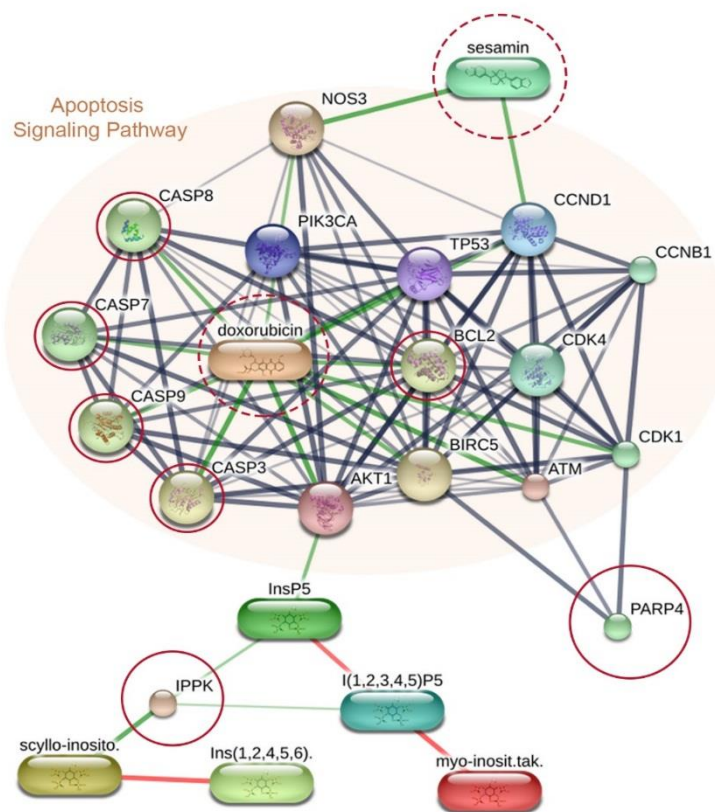 sesamin
Apoptosis
Signaling Pathway
NOS3
CASP8
PIK3CA
TP53
CCND1
CCNB1
CASP7
doxorubicin
BCL2
CDK4
CASP9
CASP3
AKT1
BIRC5
ATM
CDK1
InsP5
PARP4
IPPK
I(1,2,3,4,5)P5
scyllo-inosito.
Ins(1,2,4,5,6).
myo-inosit.tak.